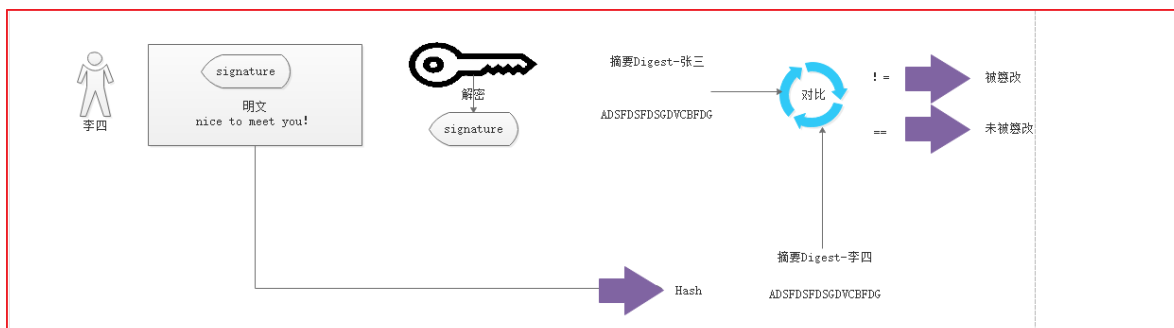 李四
signature
明文
nice to meet you!
解密
signature
摘要Digest-张三
ADSFDSFDSGDVCBFDG
对比
! =
被篡改
==
未被篡改
Hash
摘要Digest-李四
ADSFDSFDSGDVCBFDG